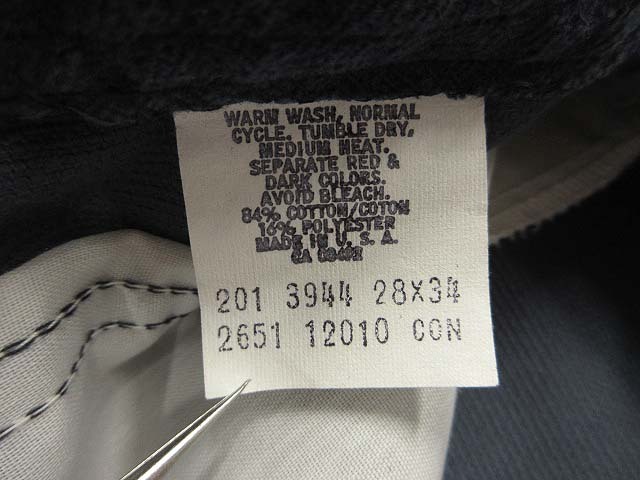 WARM WASH, NORMAL
CYCLE. TUMBLE DRY,
MEDIUM HEAT.
SEPARATE RED &
DARK COLORS.
AVOID BLEACH.
84% COTTON/COTON
16% POLYESTER
MADE IN U. S. A.
201 3944 28X34
2651 12010 CON